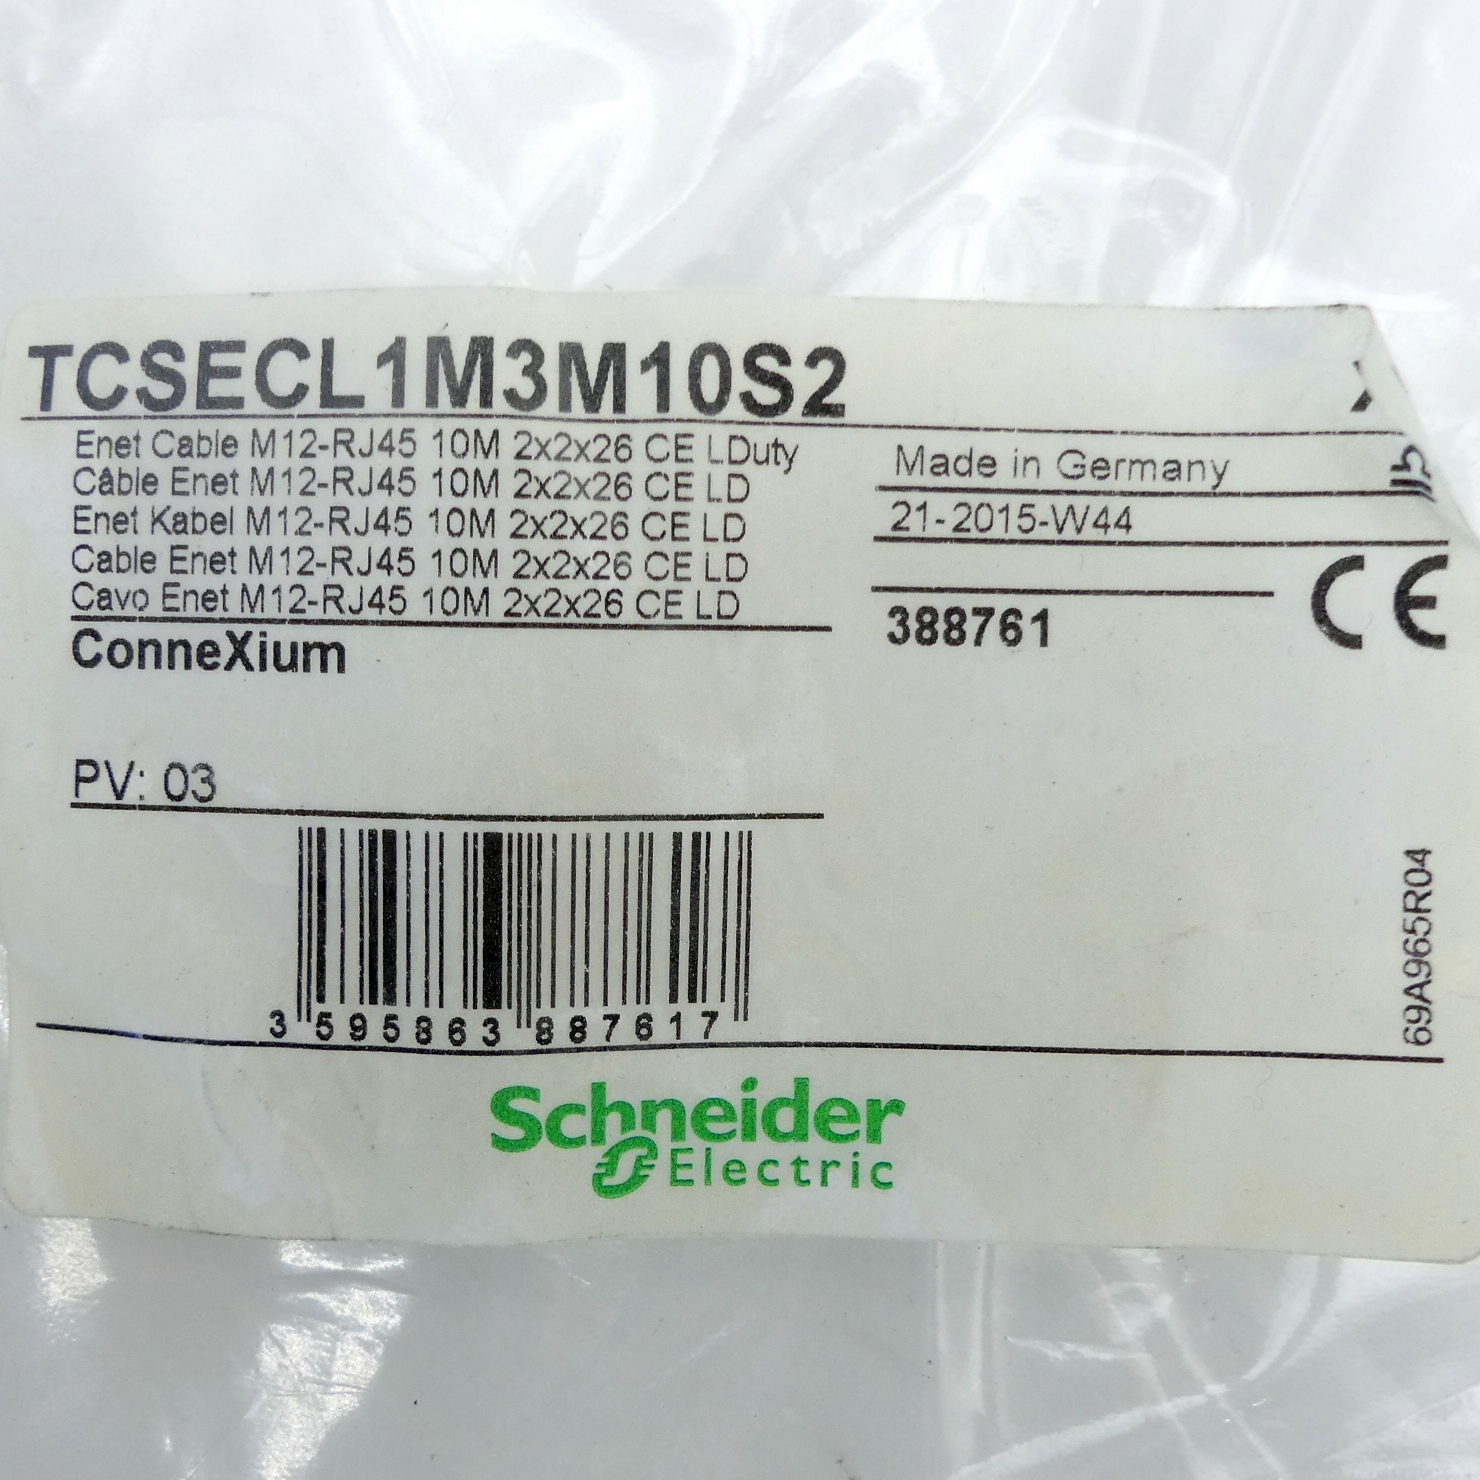 TCSECL1M3M10S2
Enet Cable M12-RJ45 10M 2x2x26 CE LDuty
Câble Enet M12-RJ45 10M 2x2x26 CE LD
Enet Kabel M12-RJ45 10M 2x2x26 CE LD
Cable Enet M12-RJ45 10M 2x2x26 CE LD
Cavo Enet M12-RJ45 10M 2x2x26 CE LD
ConneXium
Made in Germany
21-2015-W44
388761
CE
PV: 03
3 595863 887617
69A965R04
Schneider
Electric